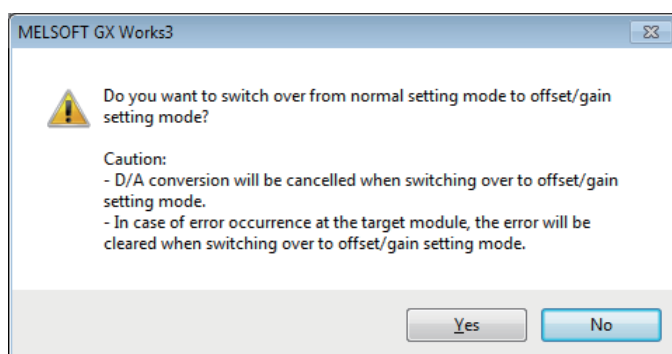 MELSOFT GX Works3
Do you want to switch over from normal setting mode to offset/gain
setting mode?
Caution:
- D/A conversion will be cancelled when switching over to offset/gain
setting mode.
- In case of error occurrence at the target module, the error will be
cleared when switching over to offset/gain setting mode.
Yes
No